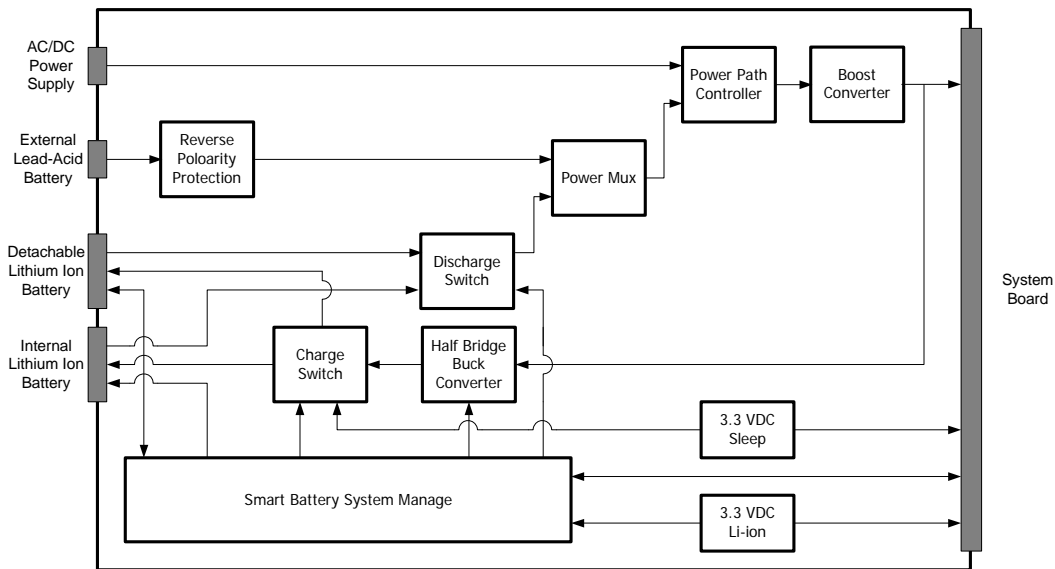 AC/DC
Power
Supply
Power Path
Controller
Boost
Converter
External
Lead-Acid
Battery
Reverse
Poloarity
Protection
Power Mux
Detachable
Lithium Ion
Battery
Discharge
Switch
System
Board
Internal
Lithium Ion
Battery
Charge
Switch
Half Bridge
Buck
Converter
3.3 VDC
Sleep
Smart Battery System Manage
3.3 VDC
Li-ion